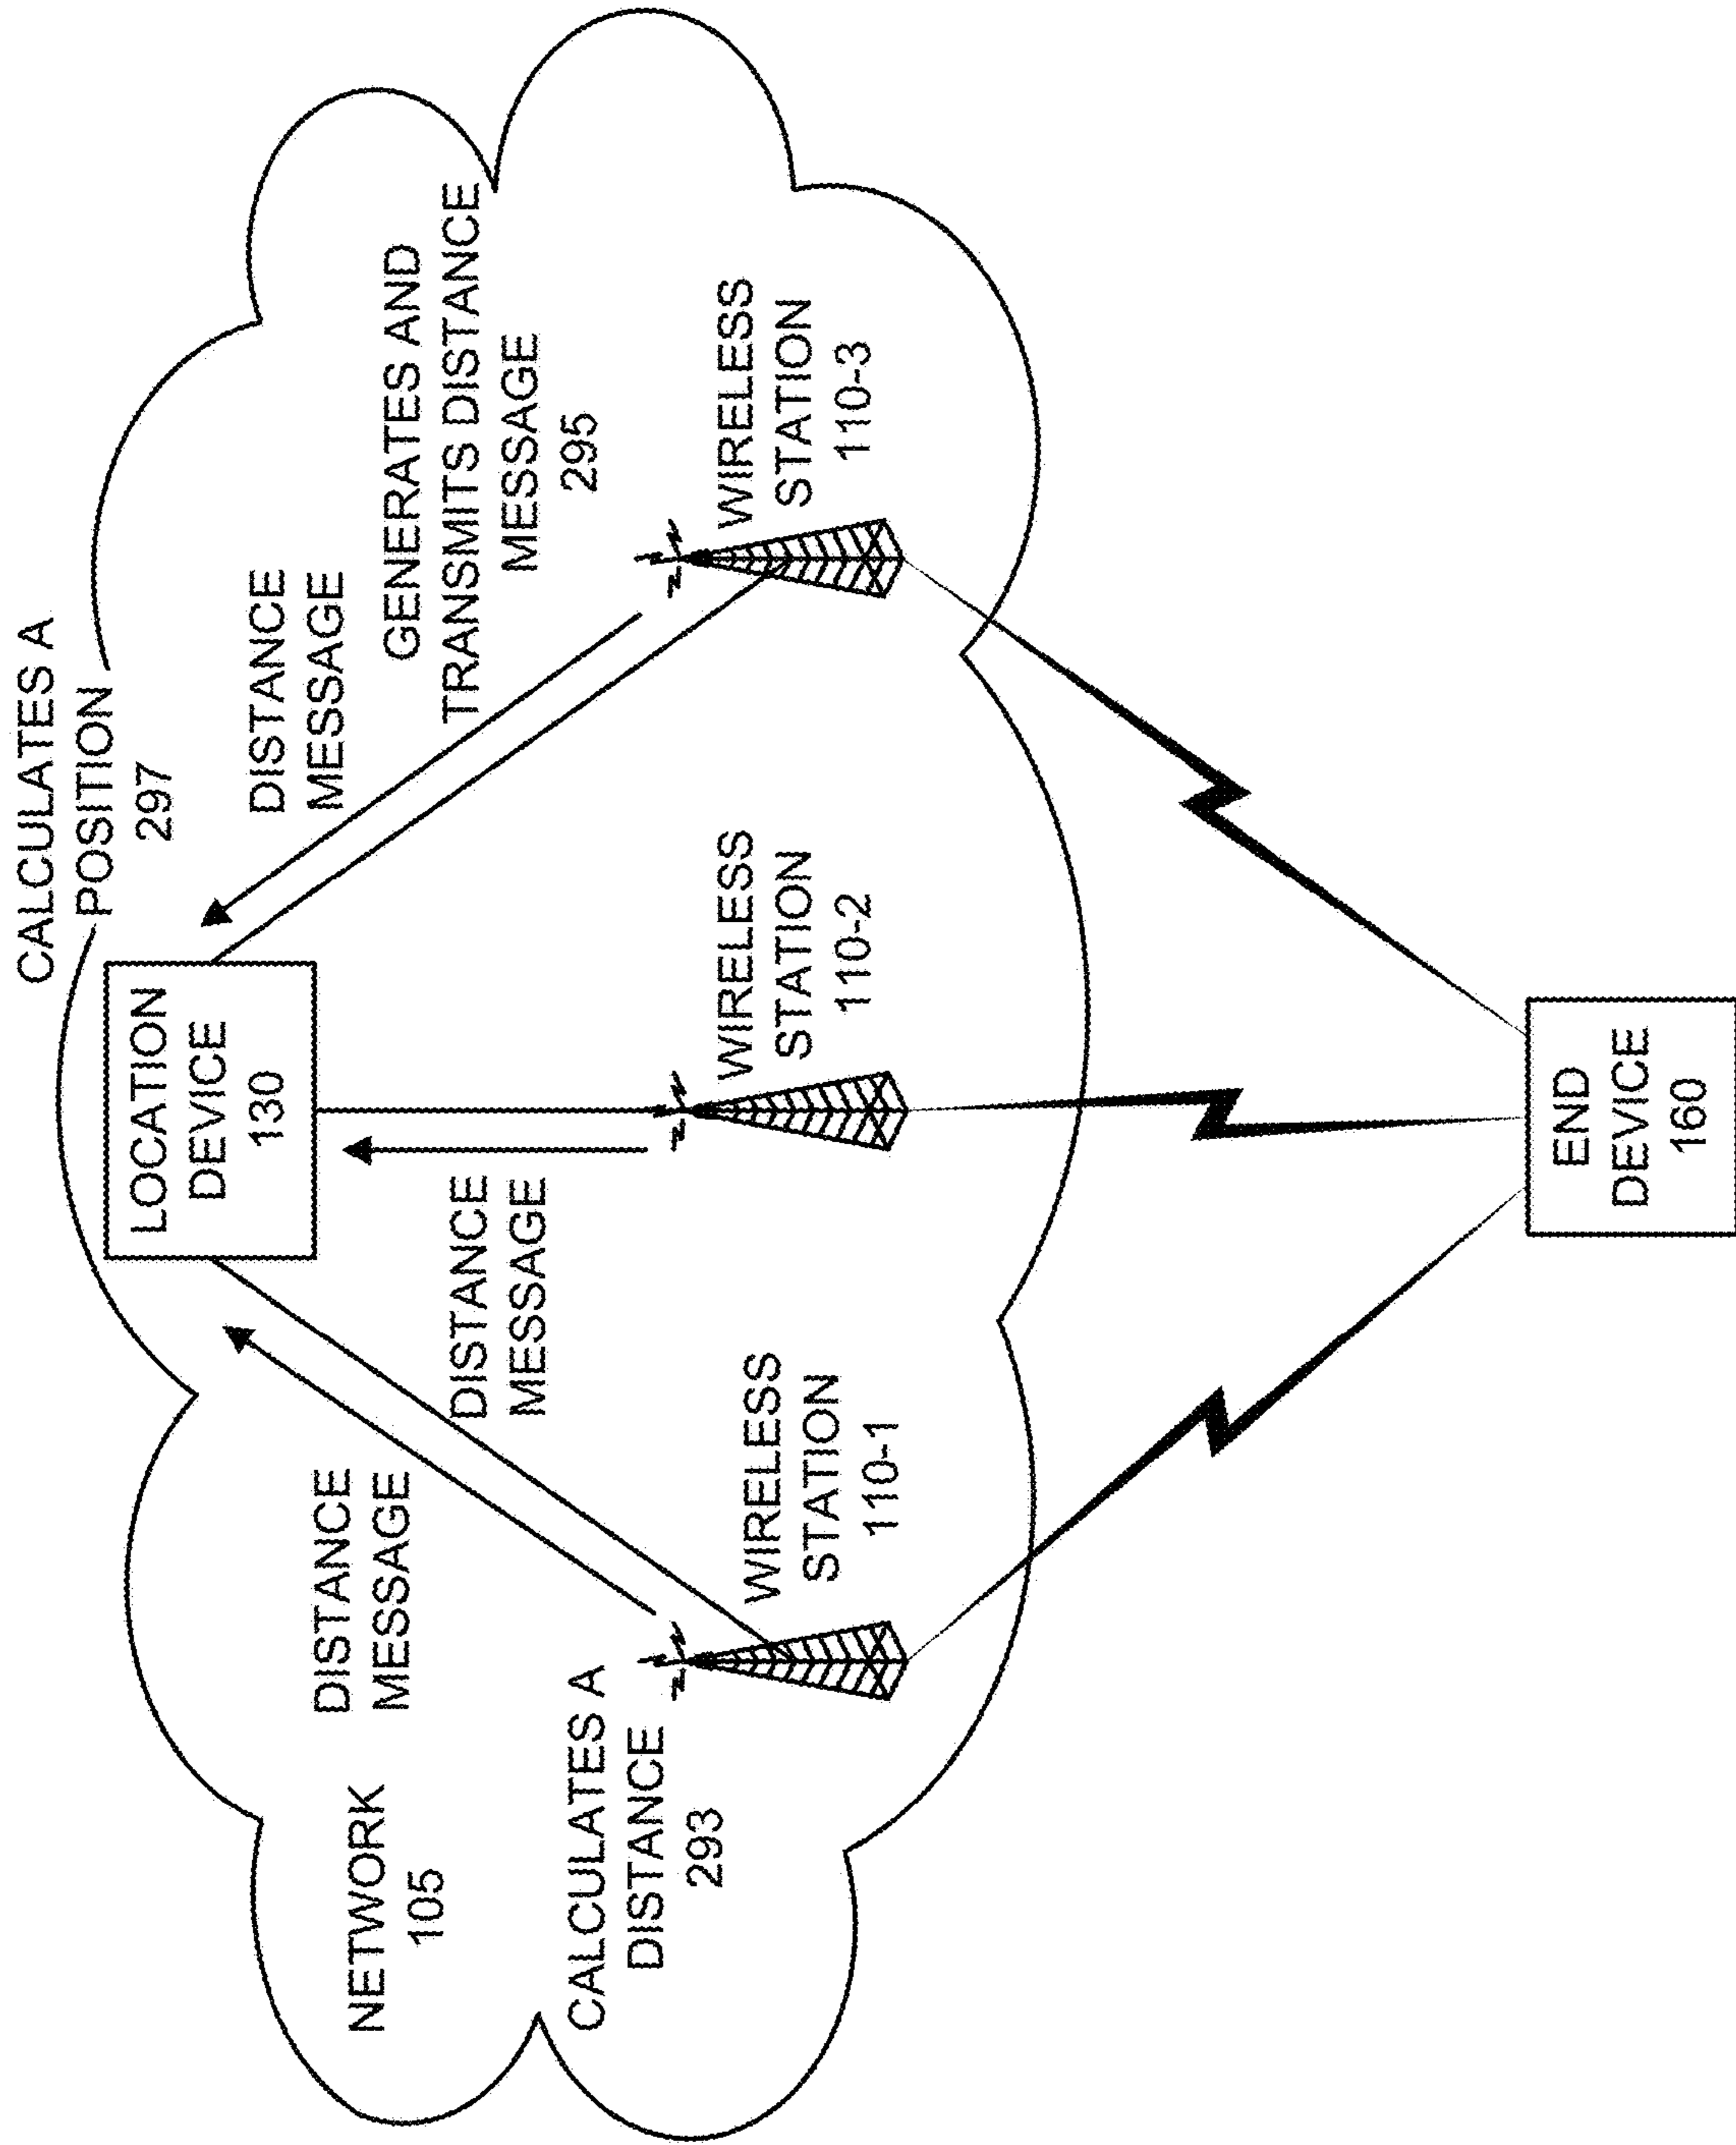 CALCULATES A
POSITION
297
LOCATION
DEVICE
130
DISTANCE
MESSAGE
GENERATES AND
TRANSMITS DISTANCE
MESSAGE
295
DISTANCE
MESSAGE
DISTANCE
MESSAGE
NETWORK
105
CALCULATES A
DISTANCE
293
WIRELESS
STATION
110-1
WIRELESS
STATION
110-2
WIRELESS
STATION
110-3
END
DEVICE
160